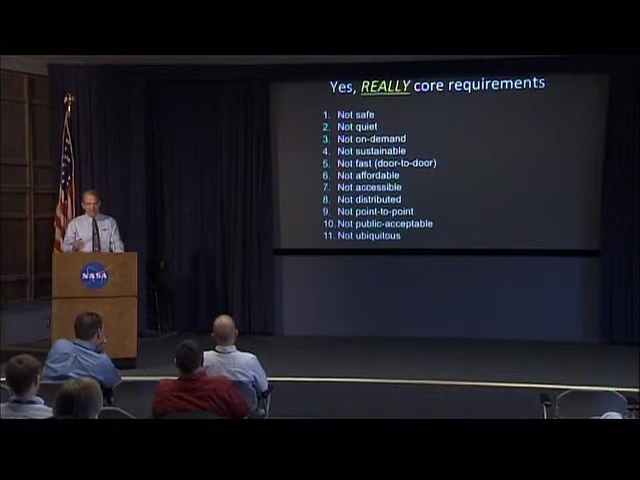 Yes, REALLY core requirements
1. Not safe
2. Not quiet
3. Not on-demand
4. Not sustainable
5. Not fast (door-to-door)
6. Not affordable
7. Not accessible
8. Not distributed
9. Not point-to-point
10. Not public-acceptable
11. Not ubiquitous
NASA